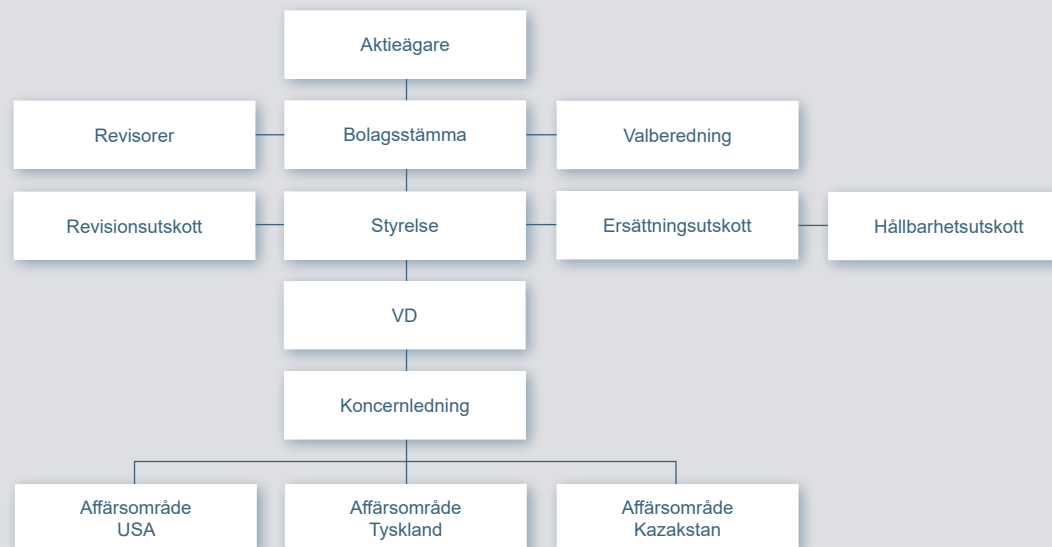 Aktieägare
Revisorer
Bolagsstämma
Valberedning
Revisionsutskott
Styrelse
Ersättningsutskott
Hållbarhetsutskott
VD
Koncernledning
Affärsområde
USA
Affärsområde
Tyskland
Affärsområde
Kazakstan